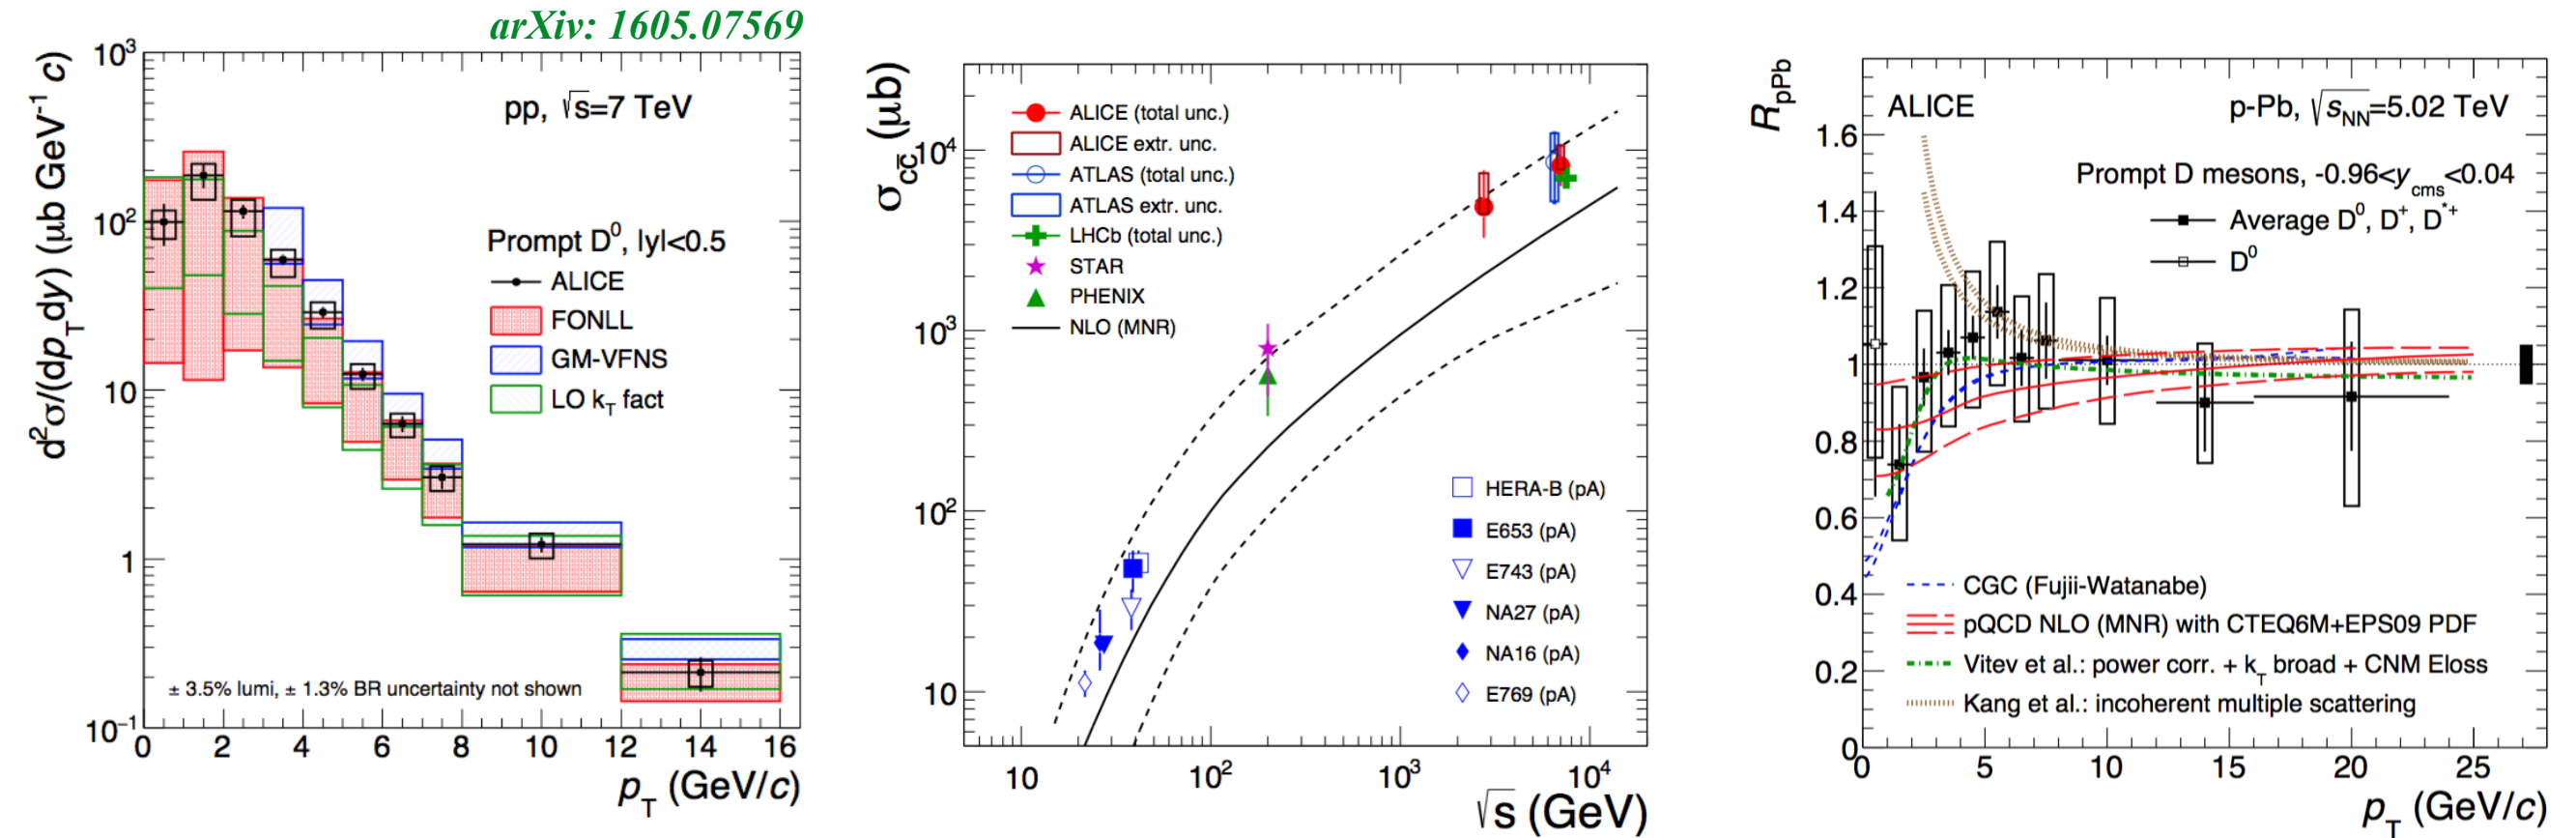 arXiv: 1605.07569
10³
10²
10
1
10⁻¹
d²σ/(dp_T dy) (μb GeV⁻¹ c)
pp, √s=7 TeV
Prompt D⁰, |y|<0.5
ALICE
FONLL
GM-VFNS
LO k_T fact
± 3.5% lumi, ± 1.3% BR uncertainty not shown
0 2 4 6 8 10 12 14 16
p_T (GeV/c)
σ_cc̄ (μb)
10⁴
10³
10²
10
ALICE (total unc.)
ALICE extr. unc.
ATLAS (total unc.)
ATLAS extr. unc.
LHCb (total unc.)
STAR
PHENIX
NLO (MNR)
HERA-B (pA)
E653 (pA)
E743 (pA)
NA27 (pA)
NA16 (pA)
E769 (pA)
10 10² 10³ 10⁴
√s (GeV)
R_pPb
1.6
1.4
1.2
1
0.8
0.6
0.4
0.2
0
ALICE
p-Pb, √s_NN=5.02 TeV
Prompt D mesons, -0.96<y_cms<0.04
Average D⁰, D⁺, D*⁺
D⁰
CGC (Fujii-Watanabe)
pQCD NLO (MNR) with CTEQ6M+EPS09 PDF
Vitev et al.: power corr. + k_T broad + CNM Eloss
Kang et al.: incoherent multiple scattering
0 5 10 15 20 25
p_T (GeV/c)